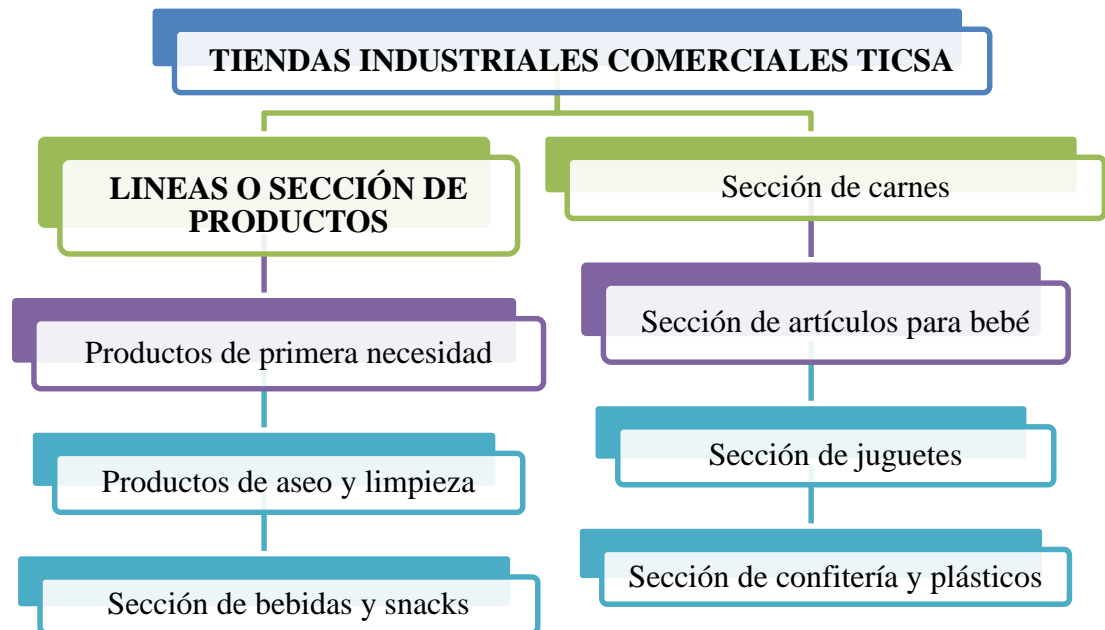 TIENDAS INDUSTRIALES COMERCIALES TICSA
LINEAS O SECCIÓN DE
PRODUCTOS
Productos de primera necesidad
Productos de aseo y limpieza
Sección de bebidas y snacks
Sección de carnes
Sección de artículos para bebé
Sección de juguetes
Sección de confitería y plásticos